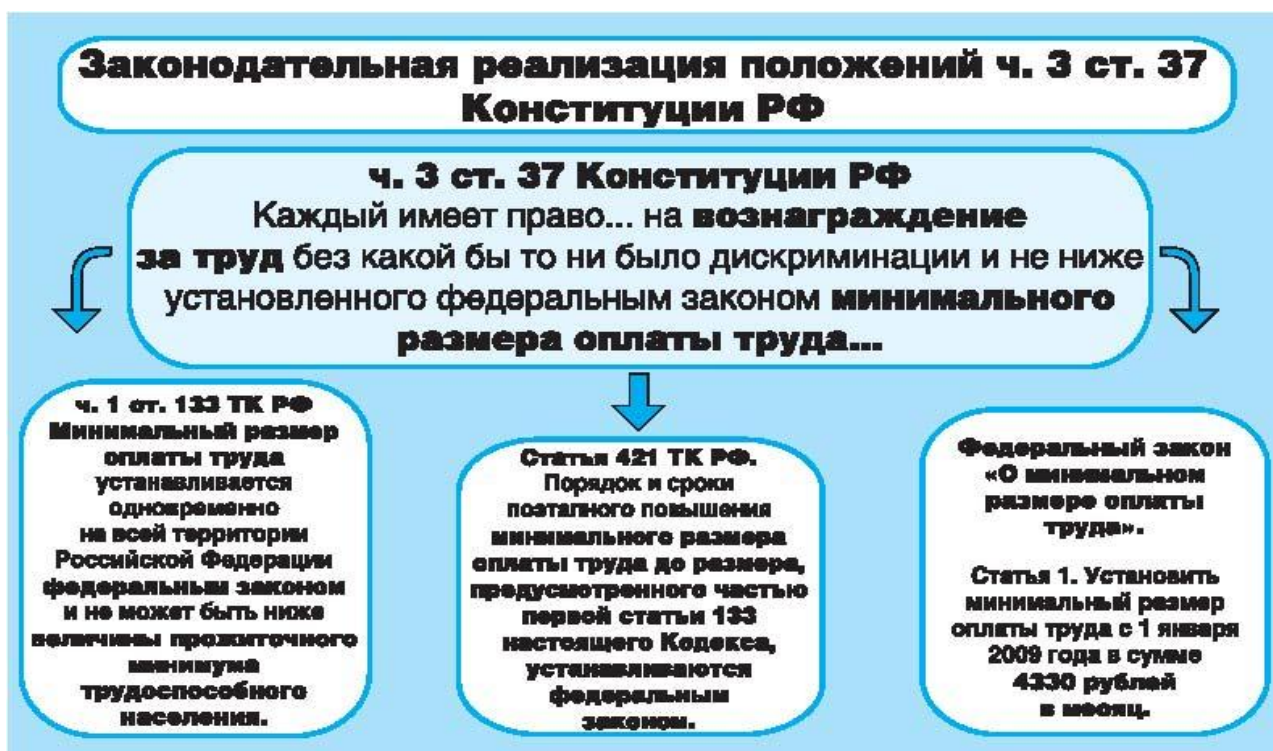 Законодательная реализация положений ч. 3 ст. 37
Конституции РФ
ч. 3 ст. 37 Конституции РФ
Каждый имеет право... на вознаграждение
за труд без какой бы то ни было дискриминации и не ниже
установленного федеральным законом минимального
размера оплаты труда...
ч. 1 ст. 133 ТК РФ
Минимальный размер
оплаты труда
устанавливается
одновременно
на всей территории
Российской Федерации
федеральным законом
и не может быть ниже
величины прожиточного
минимума
трудоспособного
населения.
Статья 421 ТК РФ.
Порядок и сроки
поэтапного повышения
минимального размера
оплаты труда до размера,
предусмотренного частью
первой статьи 133
настоящего Кодекса,
устанавливаются
федеральным
законом.
Федеральный закон
«О минимальном
размере оплаты
труда».
Статья 1. Установить
минимальный размер
оплаты труда с 1 января
2009 года в сумме
4330 рублей
в месяц.